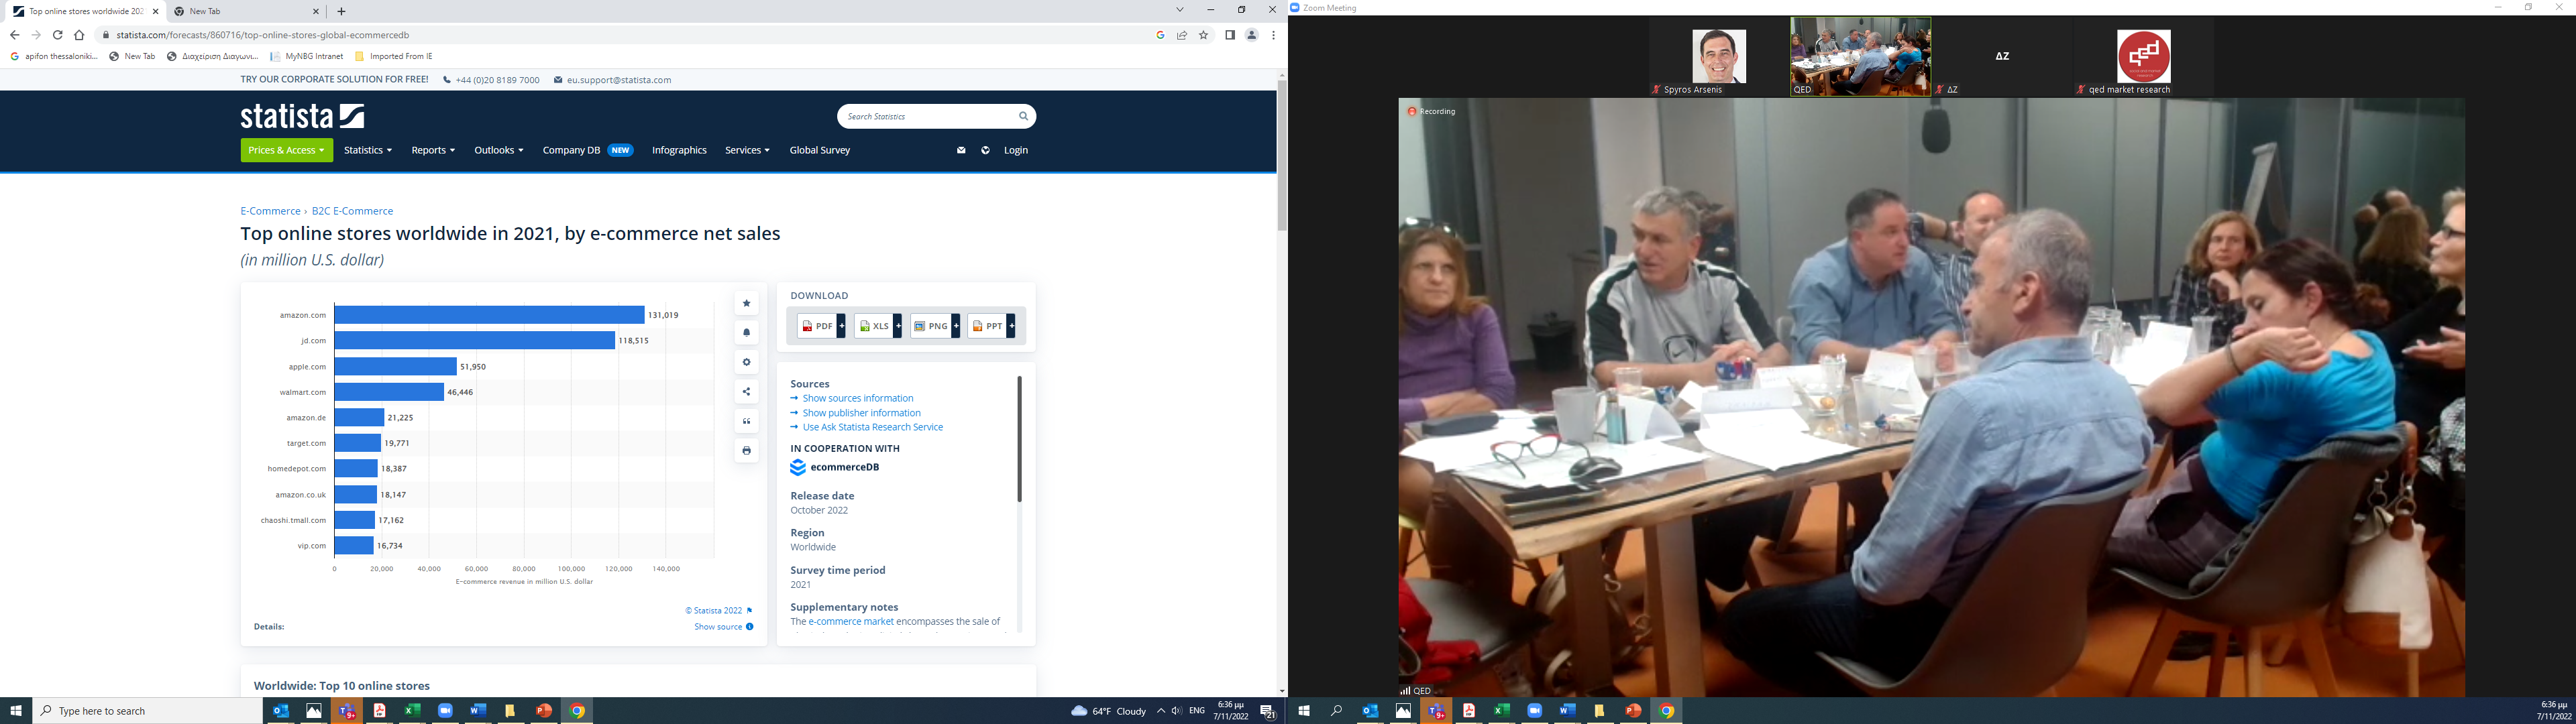 Top online stores worldwide 202
New Tab
statista.com/forecasts/860716/top-online-stores-global-ecommercedb
apifon thessaloniki...
New Tab
Διαχείριση Διαγωνι...
MyNBG Intranet
Imported From IE
TRY OUR CORPORATE SOLUTION FOR FREE!
+44 (0)20 8189 7000
eu.support@statista.com
statista
Search Statistics
Prices & Access
Statistics
Reports
Outlooks
Company DB NEW
Infographics
Services
Global Survey
Login
E-Commerce › B2C E-Commerce
Top online stores worldwide in 2021, by e-commerce net sales
(in million U.S. dollar)
amazon.com 131,019
jd.com 118,515
apple.com 51,950
walmart.com 46,446
amazon.de 21,225
target.com 19,771
homedepot.com 18,387
amazon.co.uk 18,147
chaoshi.tmall.com 17,162
vip.com 16,734
0 20,000 40,000 60,000 80,000 100,000 120,000 140,000
E-commerce revenue in million U.S. dollar
© Statista 2022
Details:
Show source
DOWNLOAD
PDF +
XLS +
PNG +
PPT +
Sources
Show sources information
Show publisher information
Use Ask Statista Research Service
IN COOPERATION WITH
ecommerceDB
Release date
October 2022
Region
Worldwide
Survey time period
2021
Supplementary notes
The e-commerce market encompasses the sale of
Worldwide: Top 10 online stores
Type here to search
9+
64°F Cloudy
ENG
6:36 μμ
7/11/2022
21
Zoom Meeting
Spyros Arsenis
QED
ΔΖ
ΔΖ
qed
qed market research
Recording
QED
9+
6:36 μμ
7/11/2022